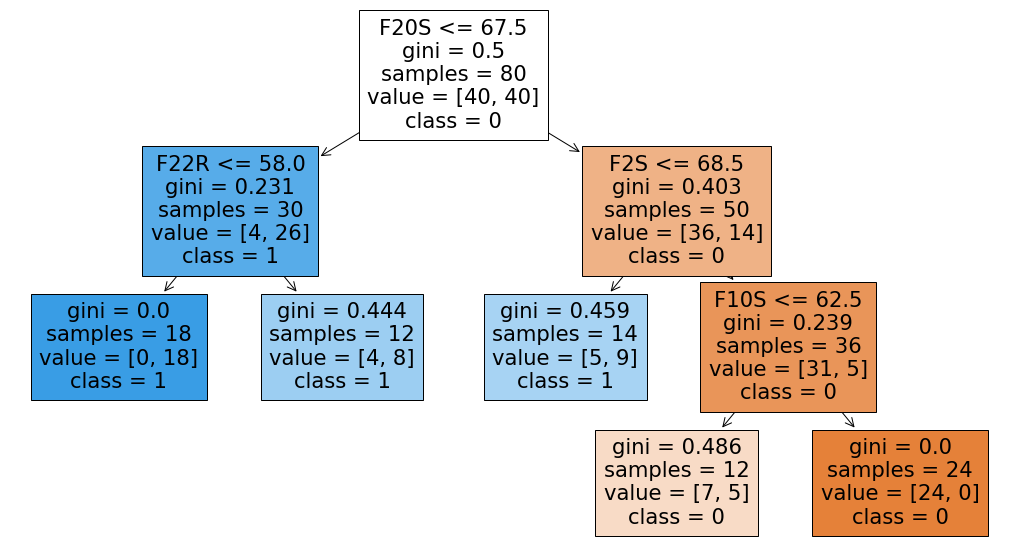 F20S <= 67.5
gini = 0.5
samples = 80
value = [40, 40]
class = 0
F22R <= 58.0
gini = 0.231
samples = 30
value = [4, 26]
class = 1
F2S <= 68.5
gini = 0.403
samples = 50
value = [36, 14]
class = 0
gini = 0.0
samples = 18
value = [0, 18]
class = 1
gini = 0.444
samples = 12
value = [4, 8]
class = 1
gini = 0.459
samples = 14
value = [5, 9]
class = 1
F10S <= 62.5
gini = 0.239
samples = 36
value = [31, 5]
class = 0
gini = 0.486
samples = 12
value = [7, 5]
class = 0
gini = 0.0
samples = 24
value = [24, 0]
class = 0